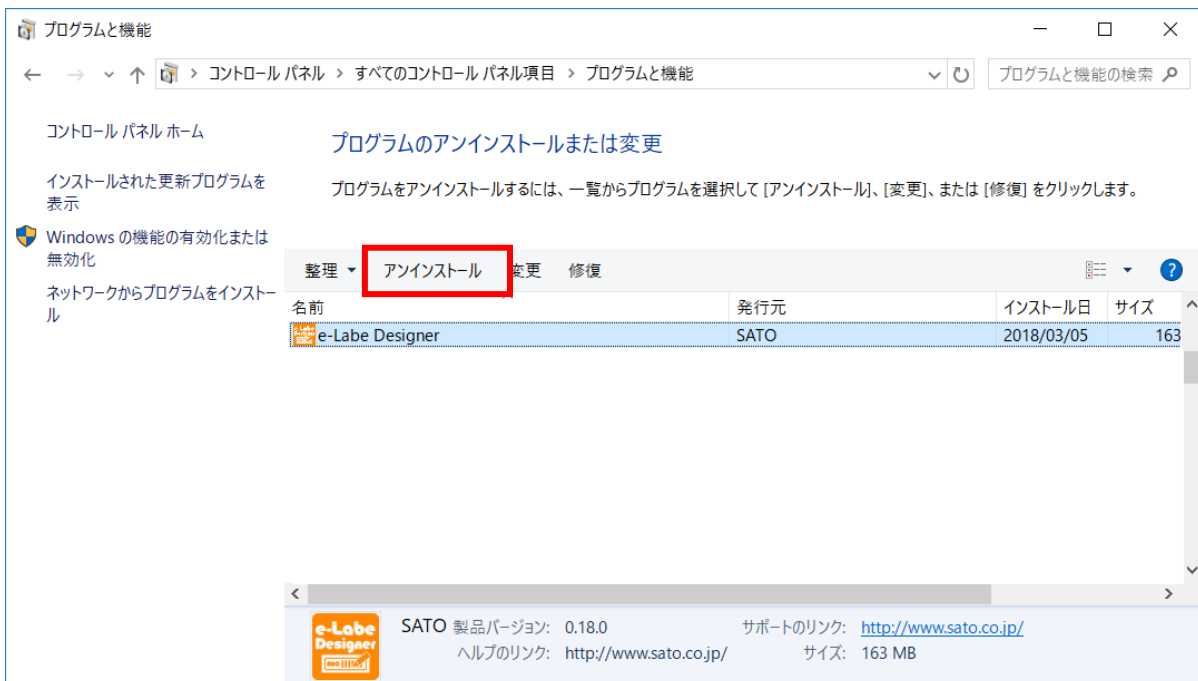 プログラムと機能
コントロール パネル > すべてのコントロール パネル項目 > プログラムと機能
プログラムと機能の検索
コントロール パネル ホーム
インストールされた更新プログラムを
表示
Windows の機能の有効化または
無効化
ネットワークからプログラムをインストー
ル
プログラムのアンインストールまたは変更
プログラムをアンインストールするには、一覧からプログラムを選択して [アンインストール]、[変更]、または [修復] をクリックします。
整理 アンインストール 変更 修復
名前 発行元 インストール日 サイズ
e-Labe Designer SATO 2018/03/05 163
e-Labe
Designer
SATO 製品バージョン: 0.18.0 サポートのリンク: http://www.sato.co.jp/
ヘルプのリンク: http://www.sato.co.jp/ サイズ: 163 MB